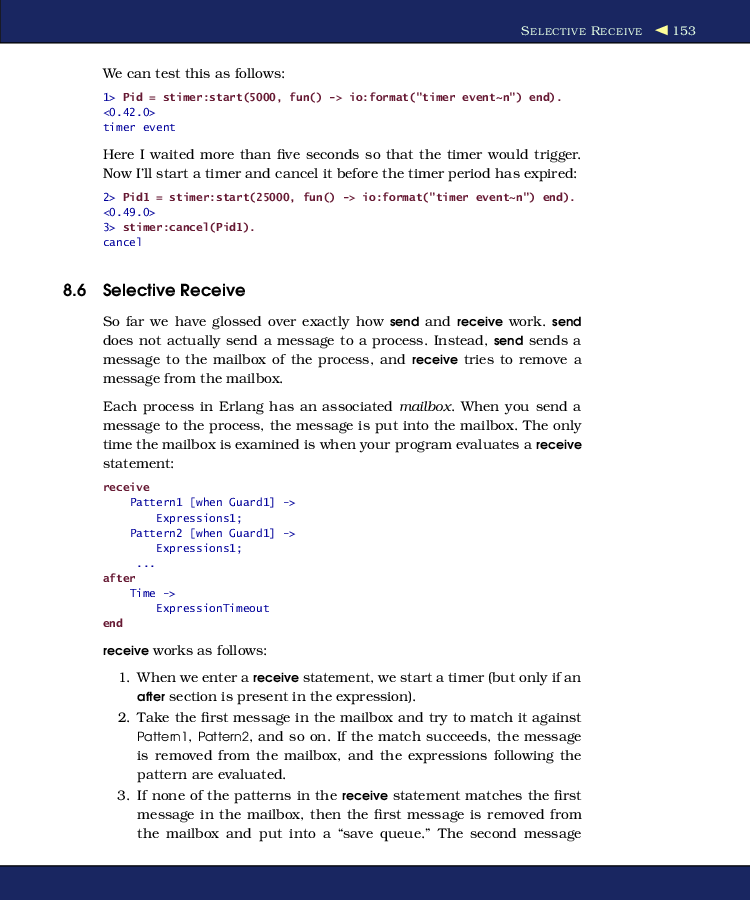 SELECTIVE RECEIVE ◀ 153
We can test this as follows:
1> Pid = stimer:start(5000, fun() -> io:format("timer event~n") end).
<0.42.0>
timer event
Here I waited more than five seconds so that the timer would trigger.
Now I'll start a timer and cancel it before the timer period has expired:
2> Pid1 = stimer:start(25000, fun() -> io:format("timer event~n") end).
<0.49.0>
3> stimer:cancel(Pid1).
cancel
8.6 Selective Receive
So far we have glossed over exactly how send and receive work. send
does not actually send a message to a process. Instead, send sends a
message to the mailbox of the process, and receive tries to remove a
message from the mailbox.
Each process in Erlang has an associated mailbox. When you send a
message to the process, the message is put into the mailbox. The only
time the mailbox is examined is when your program evaluates a receive
statement:
receive
    Pattern1 [when Guard1] ->
        Expressions1;
    Pattern2 [when Guard1] ->
        Expressions1;
     ...
after
    Time ->
        ExpressionTimeout
end
receive works as follows:
1. When we enter a receive statement, we start a timer (but only if an
after section is present in the expression).
2. Take the first message in the mailbox and try to match it against
Pattern1, Pattern2, and so on. If the match succeeds, the message
is removed from the mailbox, and the expressions following the
pattern are evaluated.
3. If none of the patterns in the receive statement matches the first
message in the mailbox, then the first message is removed from
the mailbox and put into a “save queue.” The second message